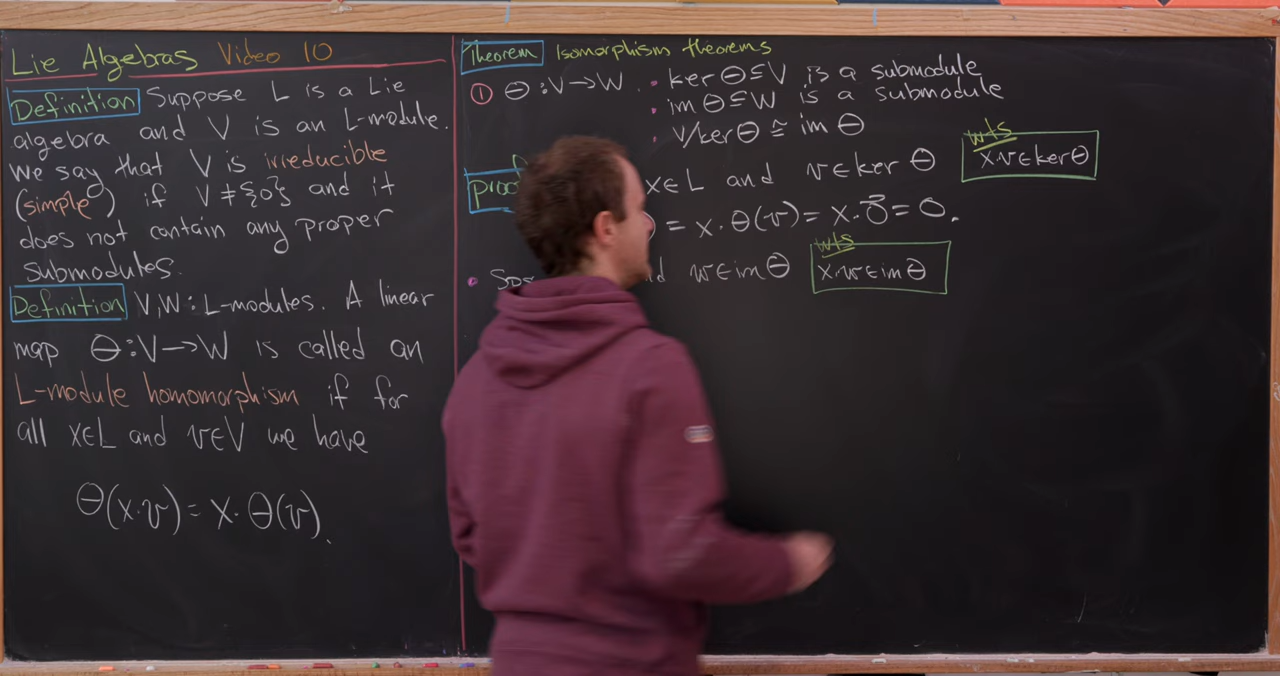 Lie Algebras Video 10
Definition Suppose L is a Lie
algebra and V is an L-module.
We say that V is irreducible
(simple) if V ≠ {0} and it
does not contain any proper
submodules.
Definition V,W : L-modules. A linear
map Θ : V → W is called an
L-module homomorphism if for
all x∈L and v∈V we have
Θ(x·v) = x·Θ(v).
Theorem Isomorphism theorems
① Θ : V → W · ker Θ ⊆ V is a submodule
· im Θ ⊆ W is a submodule
· V/ker Θ ≅ im Θ
x∈L and v∈ker Θ
wts
x·v∈ker Θ
= x·Θ(v) = x·0⃗ = 0.
· w∈im Θ
wts
x·w∈im Θ